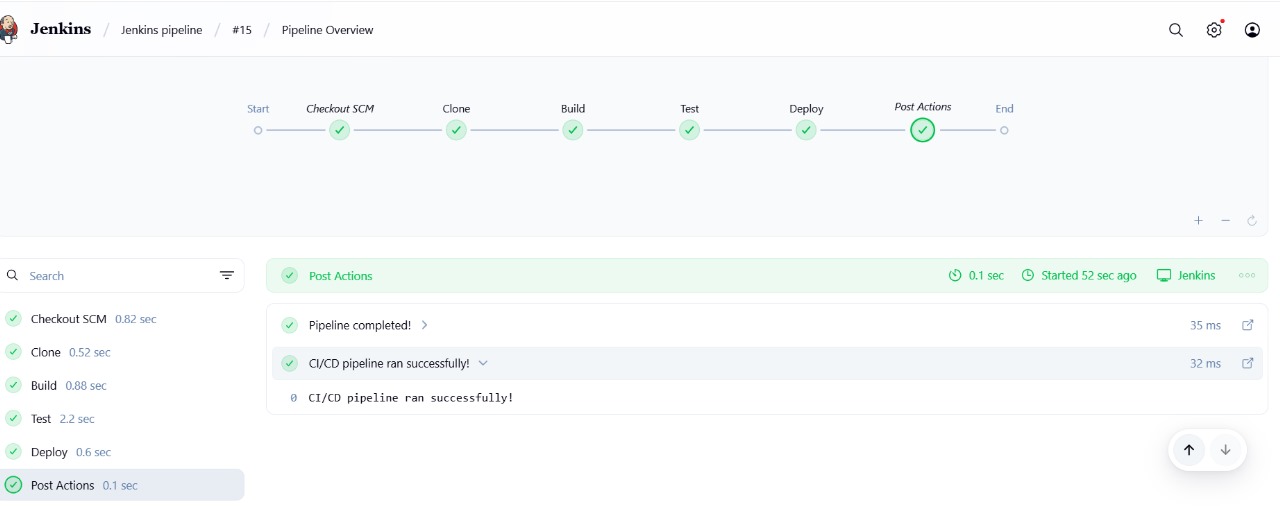 Jenkins / Jenkins pipeline / #15 / Pipeline Overview
Start Checkout SCM Clone Build Test Deploy Post Actions End
Search
Checkout SCM 0.82 sec
Clone 0.52 sec
Build 0.88 sec
Test 2.2 sec
Deploy 0.6 sec
Post Actions 0.1 sec
Post Actions 0.1 sec Started 52 sec ago Jenkins
Pipeline completed! 35 ms
CI/CD pipeline ran successfully! 32 ms
0 CI/CD pipeline ran successfully!